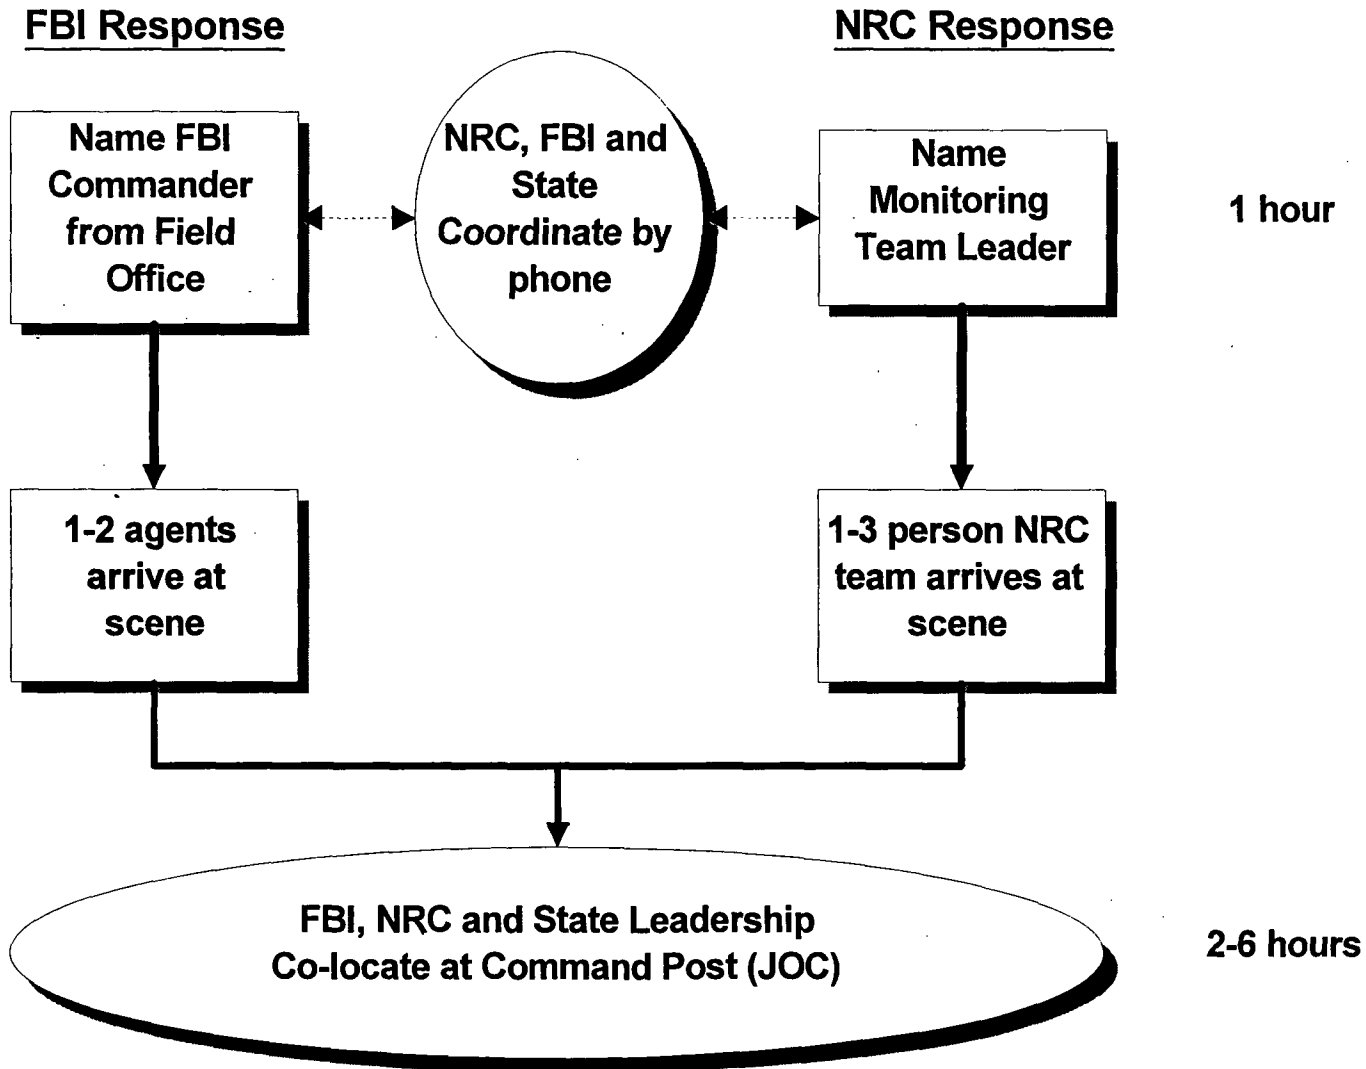 FBI Response
NRC Response
Name FBI
Commander
from Field
Office
NRC, FBI and
State
Coordinate by
phone
Name
Monitoring
Team Leader
1 hour
1-2 agents
arrive at
scene
1-3 person NRC
team arrives at
scene
FBI, NRC and State Leadership
Co-locate at Command Post (JOC)
2-6 hours